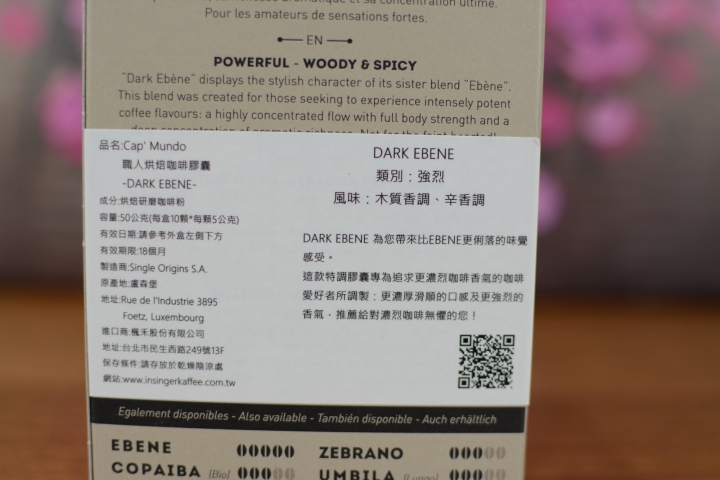 et sa concentration ultime.
Pour les amateurs de sensations fortes.
EN
POWERFUL - WOODY & SPICY
"Dark Ebène" displays the stylish character of its sister blend "Ebène".
This blend was created for those seeking to experience intensely potent
coffee flavours: a highly concentrated flow with full body strength and a
品名:Cap' Mundo
職人烘焙咖啡膠囊
-DARK EBENE-
成分:烘焙研磨咖啡粉
容量:50公克(每盒10顆*每顆5公克)
有效日期:請參考外盒左側下方
有效期限:18個月
製造商:Single Origins S.A.
原產地:盧森堡
地址:Rue de l'Industrie 3895
Foetz, Luxembourg
進口商:楓禾股份有限公司
地址:台北市民生西路249號13F
保存條件:請存放於乾燥陰涼處
網站:www.insingerkaffee.com.tw
DARK EBENE
類別：強烈
風味：木質香調、辛香調
DARK EBENE 為您帶來比EBENE更俐落的味覺
感受。
這款特調膠囊專為追求更濃烈咖啡香氣的咖啡
愛好者所調製；更濃厚滑順的口感及更強烈的
香氣，推薦給對濃烈咖啡無懼的您！
Egalement disponibles - Also available - También disponible - Auch erhältlich
EBENE ZEBRANO
COPAIBA (Bio) UMBILA (Lungo)